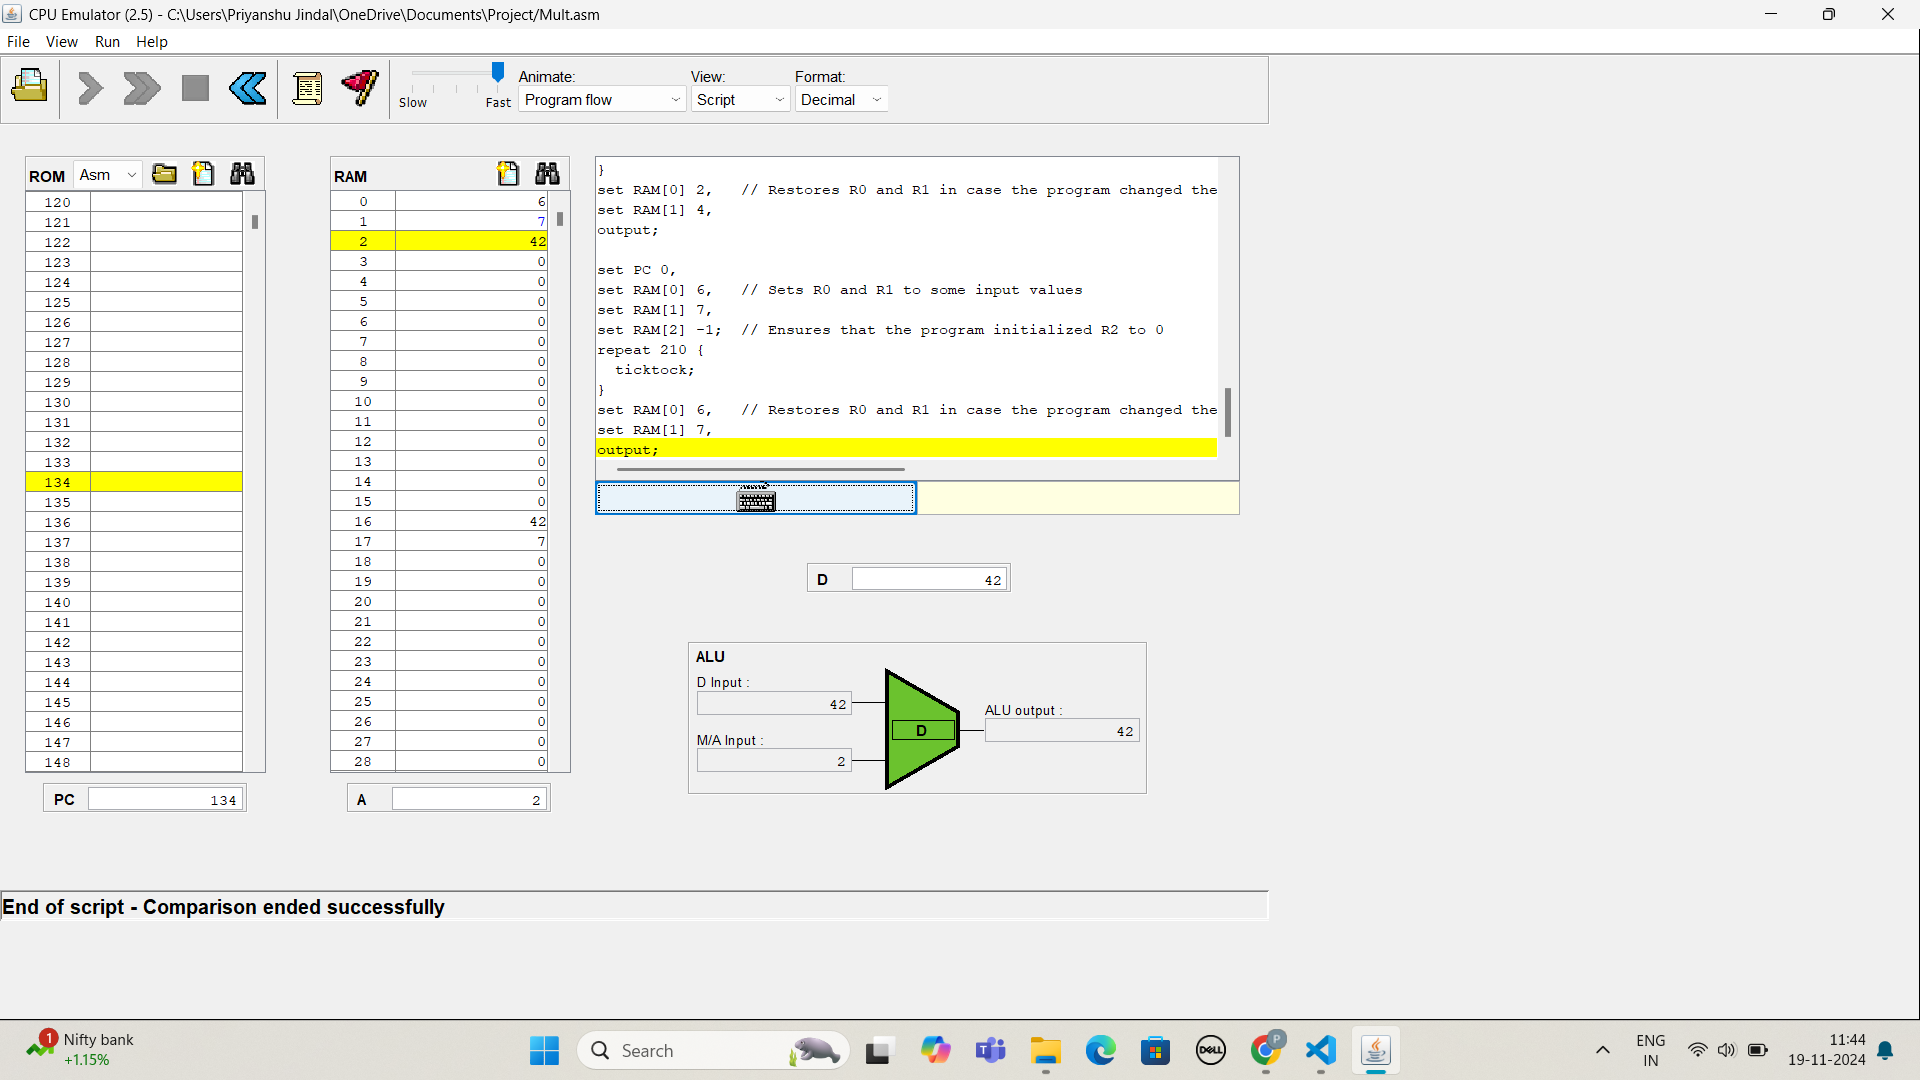 CPU Emulator (2.5) - C:\Users\Priyanshu Jindal\OneDrive\Documents\Project/Mult.asm
File View Run Help
Slow Fast
Animate:
Program flow
View:
Script
Format:
Decimal
ROM Asm
120
121
122
123
124
125
126
127
128
129
130
131
132
133
134
135
136
137
138
139
140
141
142
143
144
145
146
147
148
PC 134
RAM
0 6
1 7
2 42
3 0
4 0
5 0
6 0
7 0
8 0
9 0
10 0
11 0
12 0
13 0
14 0
15 0
16 42
17 7
18 0
19 0
20 0
21 0
22 0
23 0
24 0
25 0
26 0
27 0
28 0
A 2
}
set RAM[0] 2, // Restores R0 and R1 in case the program changed the
set RAM[1] 4,
output;
set PC 0,
set RAM[0] 6, // Sets R0 and R1 to some input values
set RAM[1] 7,
set RAM[2] -1; // Ensures that the program initialized R2 to 0
repeat 210 {
ticktock;
}
set RAM[0] 6, // Restores R0 and R1 in case the program changed the
set RAM[1] 7,
output;
D 42
ALU
D Input :
42
M/A Input :
2
D
ALU output :
42
End of script - Comparison ended successfully
1
Nifty bank
+1.15%
Search
DELL
P
ENG
IN
11:44
19-11-2024